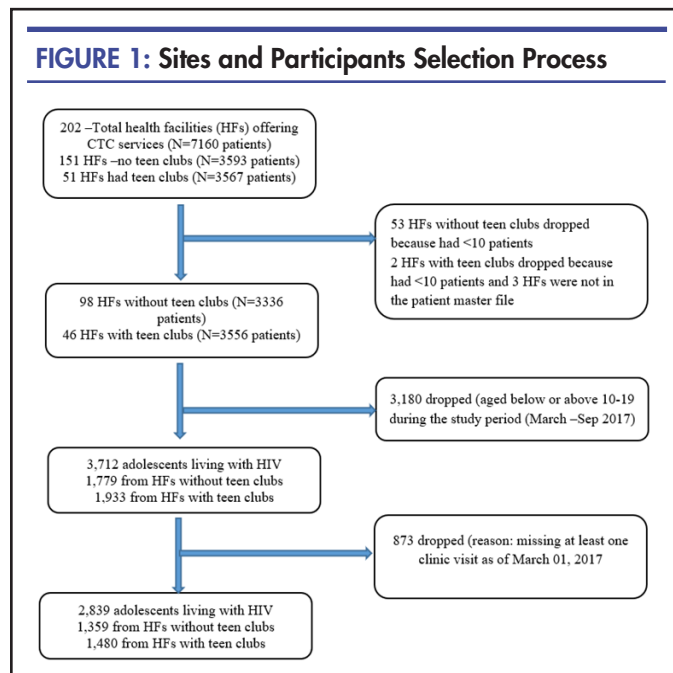 FIGURE 1: Sites and Participants Selection Process
202 –Total health facilities (HFs) offering
CTC services (N=7160 patients)
151 HFs –no teen clubs (N=3593 patients)
51 HFs had teen clubs (N=3567 patients)
53 HFs without teen clubs dropped
because had <10 patients
2 HFs with teen clubs dropped because
had <10 patients and 3 HFs were not in
the patient master file
98 HFs without teen clubs (N=3336
patients)
46 HFs with teen clubs (N=3556 patients)
3,180 dropped (aged below or above 10-19
during the study period (March –Sep 2017)
3,712 adolescents living with HIV
1,779 from HFs without teen clubs
1,933 from HFs with teen clubs
873 dropped (reason: missing at least one
clinic visit as of March 01, 2017
2,839 adolescents living with HIV
1,359 from HFs without teen clubs
1,480 from HFs with teen clubs